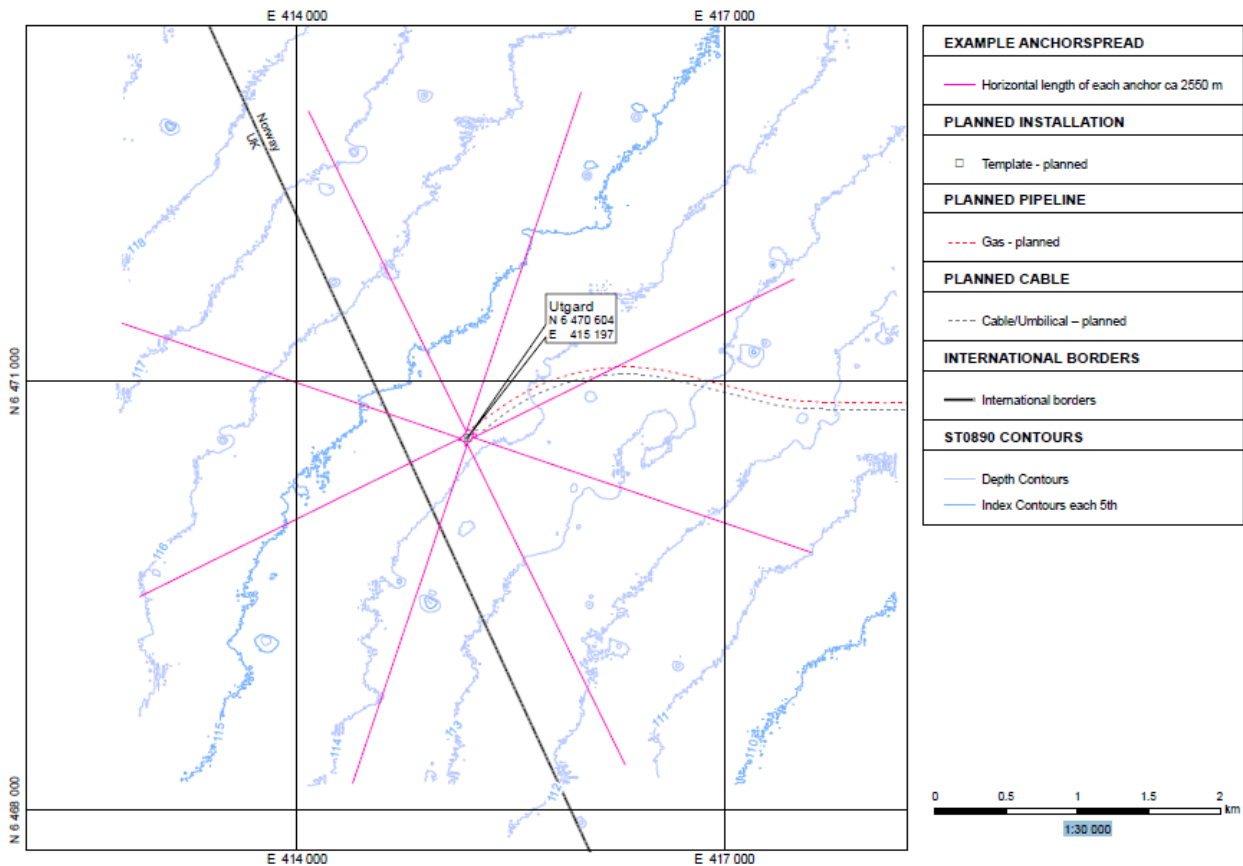 E 414 000
E 417 000
Norway
UK
118
117
116
115
114
113
112
111
110
Utgard
N 6 470 604
E 415 197
N 6 471 000
N 6 468 000
E 414 000
E 417 000
EXAMPLE ANCHORSPREAD
Horizontal length of each anchor ca 2550 m
PLANNED INSTALLATION
Template - planned
PLANNED PIPELINE
Gas - planned
PLANNED CABLE
Cable/Umbilical – planned
INTERNATIONAL BORDERS
International borders
ST0890 CONTOURS
Depth Contours
Index Contours each 5th
0 0.5 1 1.5 2
km
1:30 000